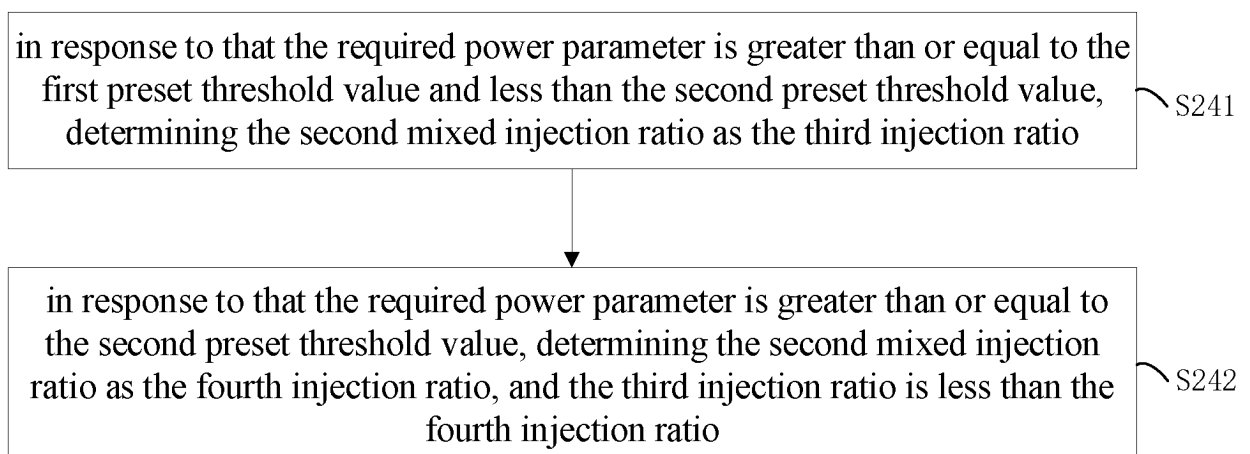 in response to that the required power parameter is greater than or equal to the
first preset threshold value and less than the second preset threshold value,
determining the second mixed injection ratio as the third injection ratio
S241
in response to that the required power parameter is greater than or equal to
the second preset threshold value, determining the second mixed injection
ratio as the fourth injection ratio, and the third injection ratio is less than the
fourth injection ratio
S242